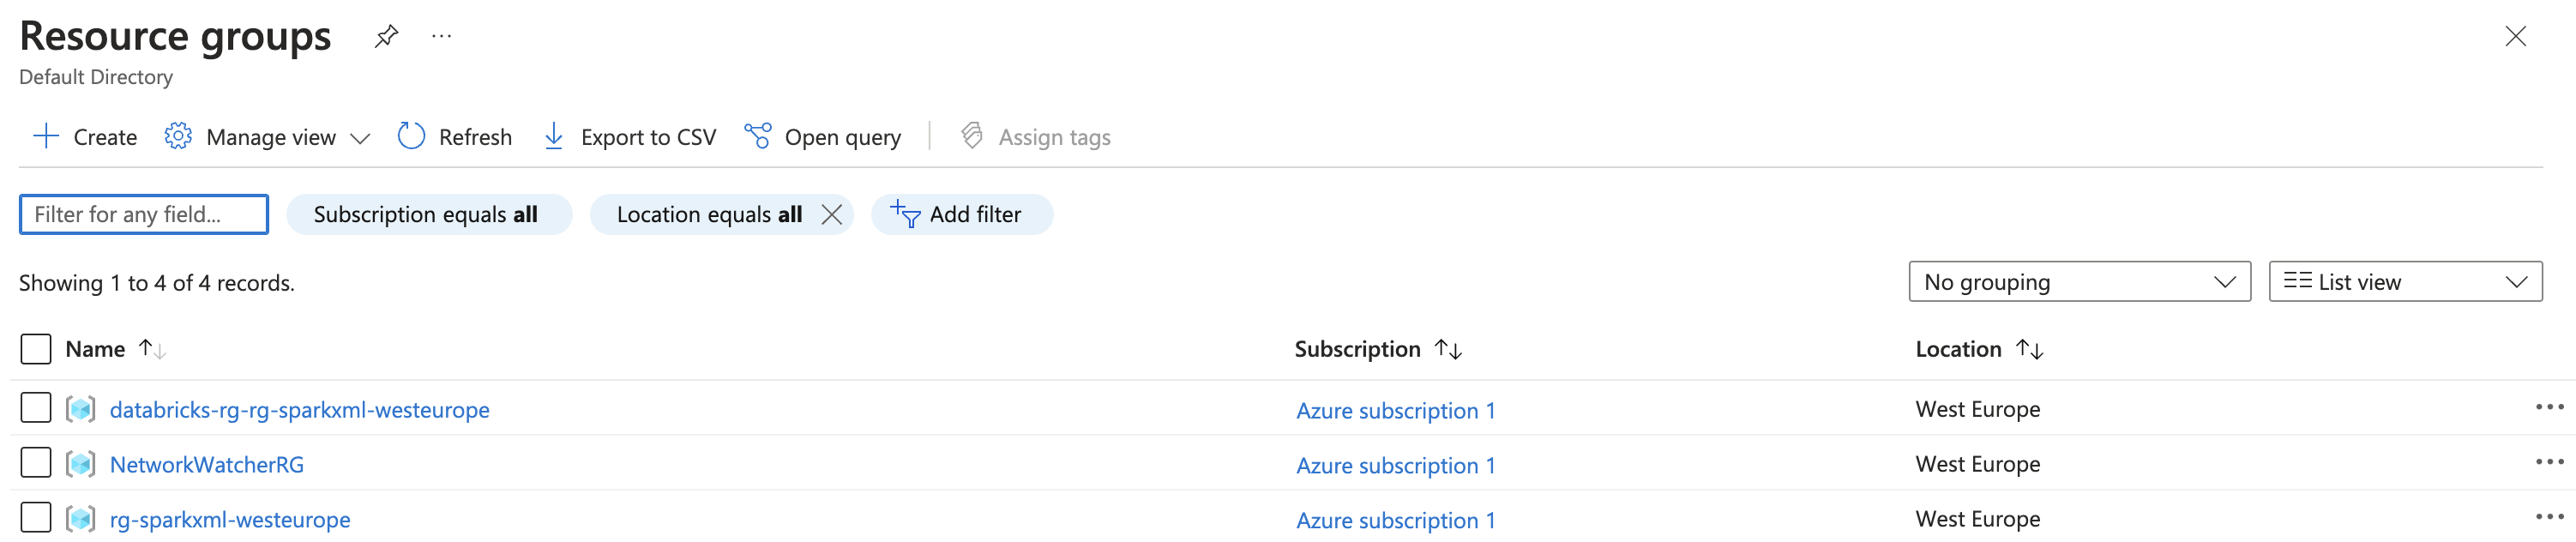 Resource groups
Default Directory
Create Manage view Refresh Export to CSV Open query Assign tags
Filter for any field... Subscription equals all Location equals all Add filter
Showing 1 to 4 of 4 records. No grouping List view
Name Subscription Location
databricks-rg-rg-sparkxml-westeurope Azure subscription 1 West Europe
NetworkWatcherRG Azure subscription 1 West Europe
rg-sparkxml-westeurope Azure subscription 1 West Europe